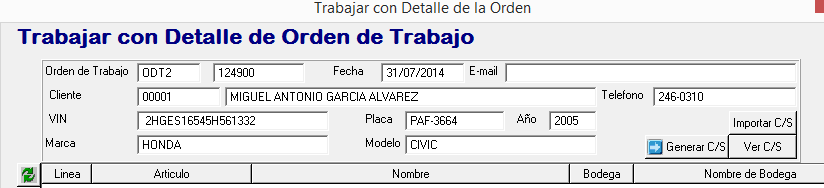 Trabajar con Detalle de la Orden
Trabajar con Detalle de Orden de Trabajo
Orden de Trabajo ODT2 124900 Fecha 31/07/2014 E-mail
Cliente 00001 MIGUEL ANTONIO GARCIA ALVAREZ Telefono 246-0310
VIN 2HGES16545H561332 Placa PAF-3664 Año 2005 Importar C/S
Marca HONDA Modelo CIVIC Generar C/S Ver C/S
Linea Articulo Nombre Bodega Nombre de Bodega